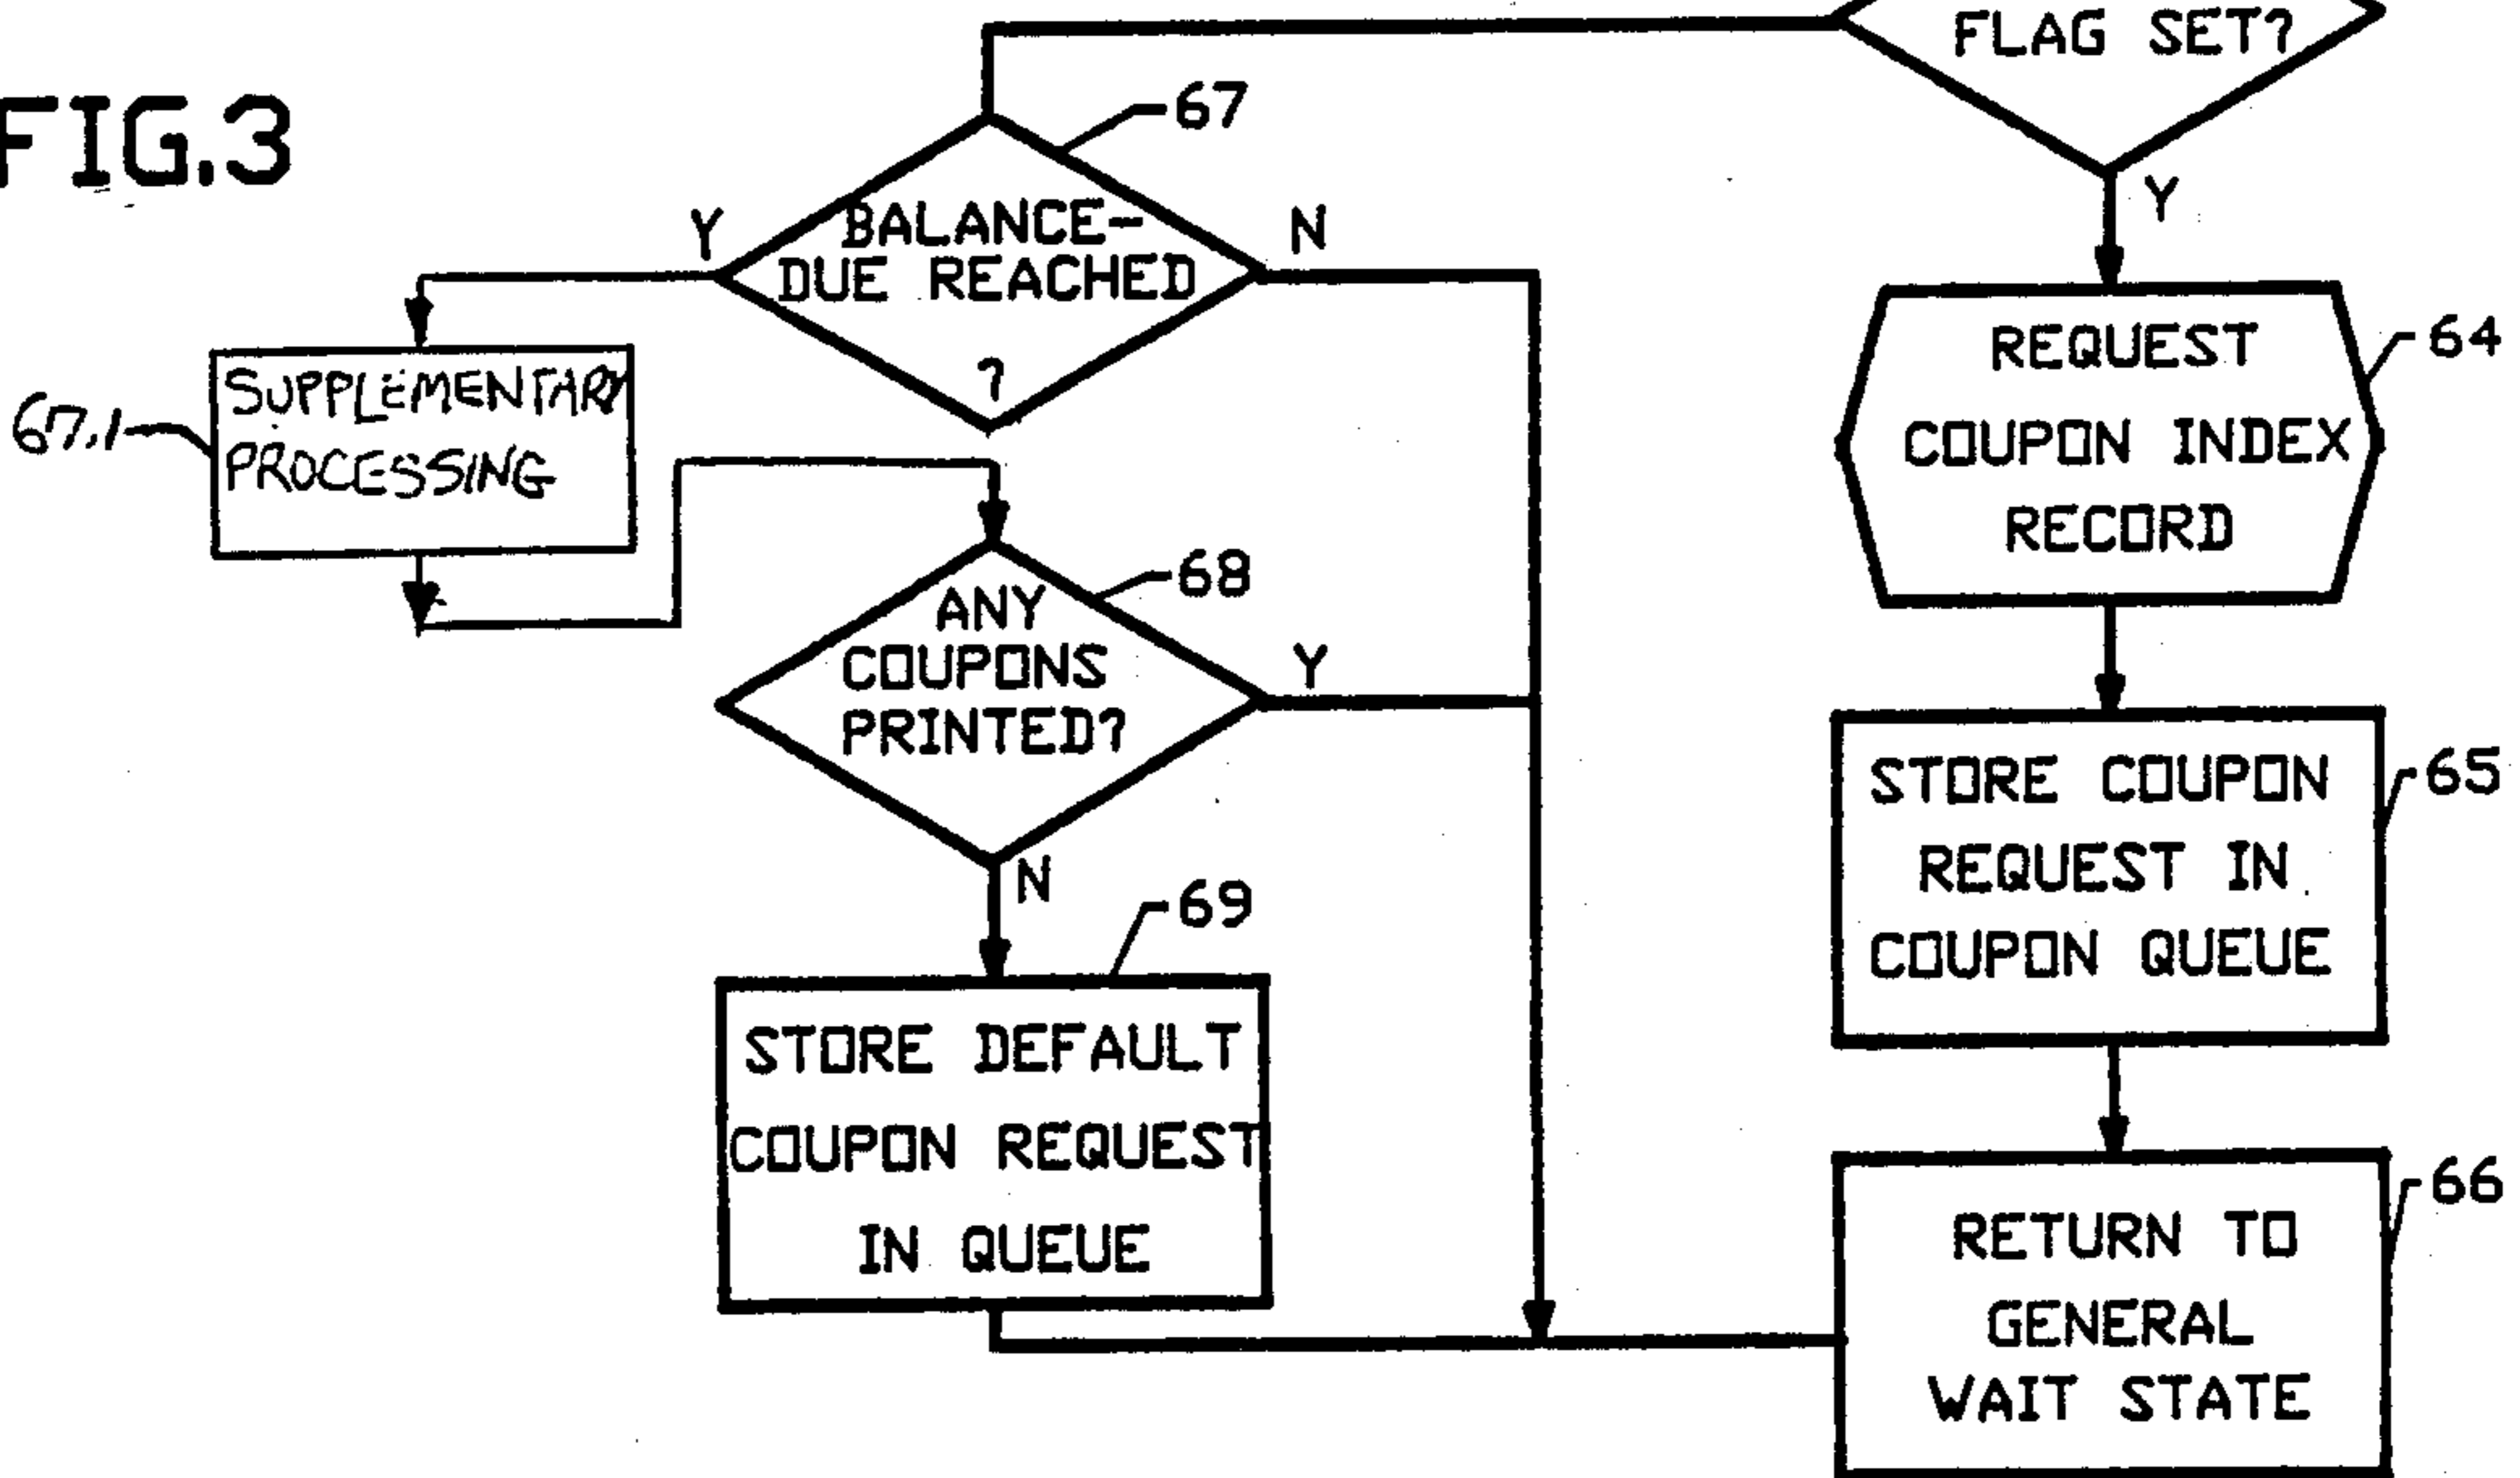 FLAG SET?
FIG.3
67
Y
BALANCE-
DUE REACHED
?
N
Y
REQUEST
COUPON INDEX
RECORD
64
67.1
SUPPLEMENTARY
PROCESSING
68
ANY
COUPONS
PRINTED?
Y
N
STORE COUPON
REQUEST IN
COUPON QUEUE
65
69
STORE DEFAULT
COUPON REQUEST
IN QUEUE
66
RETURN TO
GENERAL
WAIT STATE